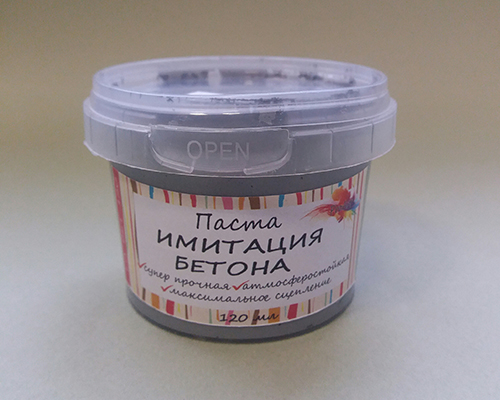 OPEN
Паста
ИМИТАЦИЯ
БЕТОНА
✓супер прочная ✓атмосферостойкая
✓максимальное сцепление
120 мл